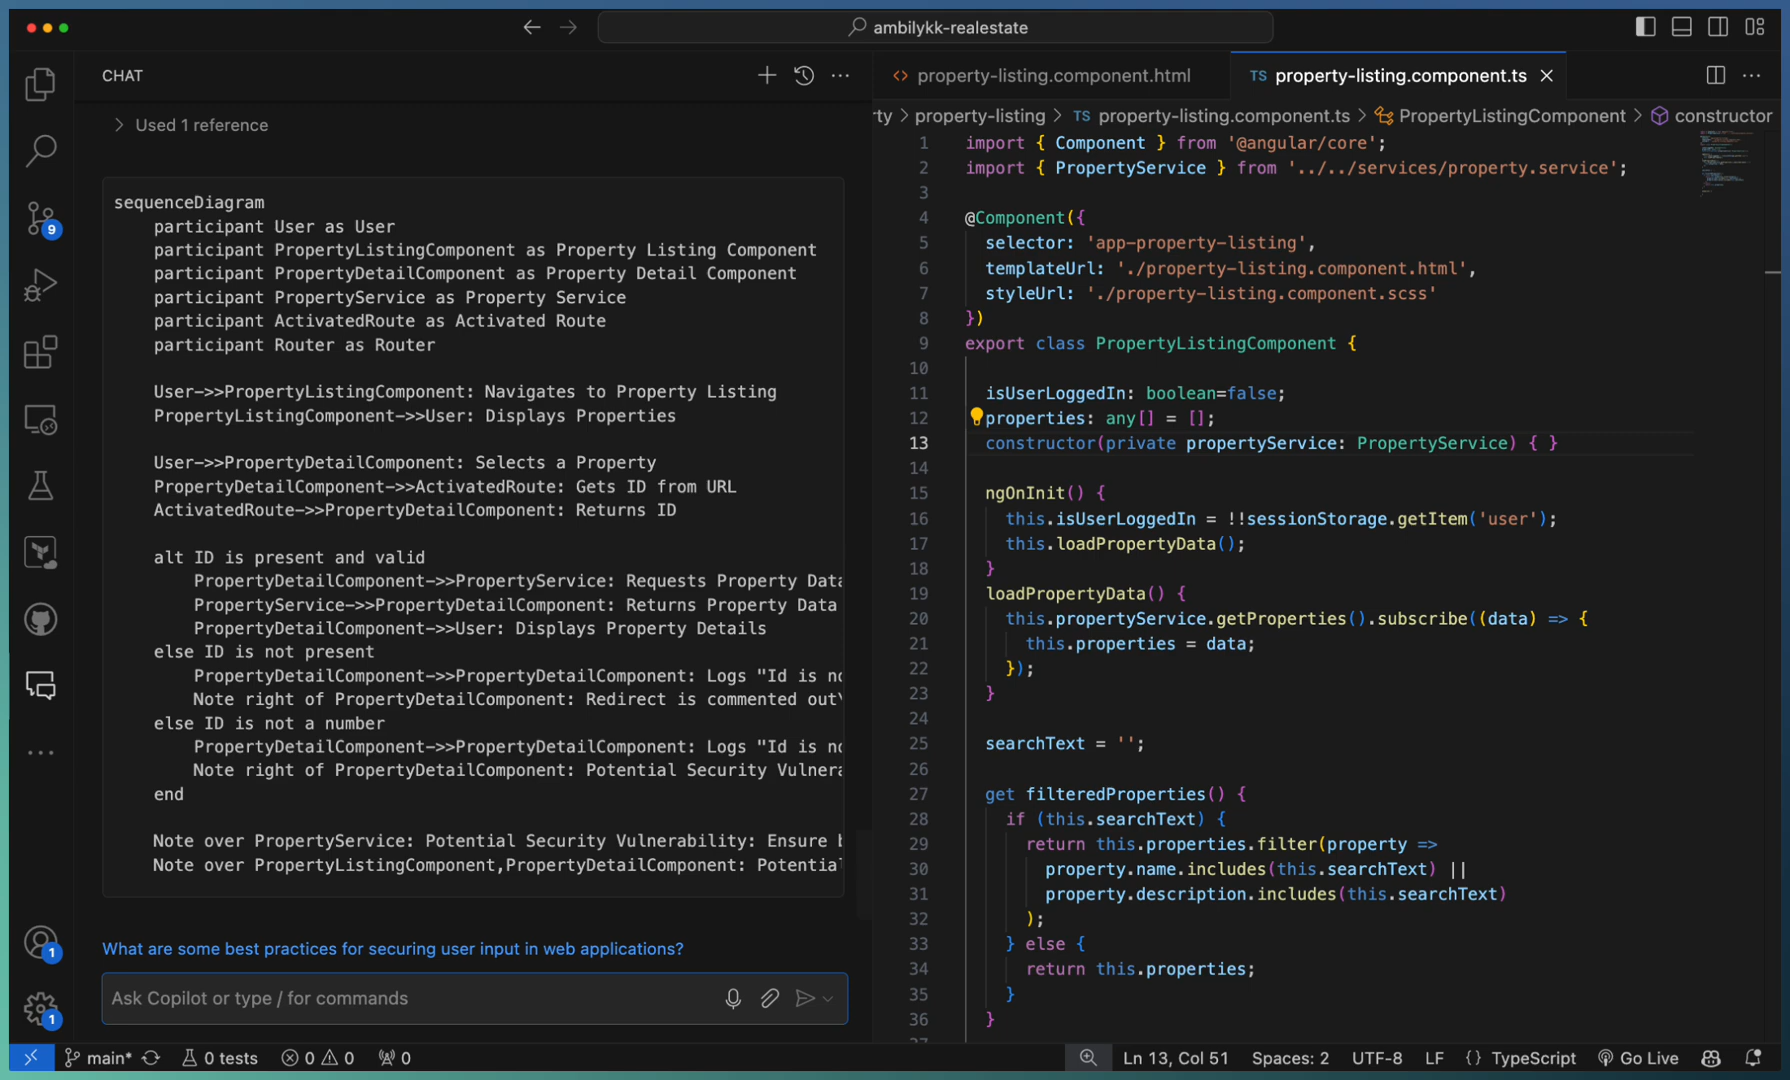 ambilykk-realestate
CHAT
Used 1 reference
sequenceDiagram
participant User as User
participant PropertyListingComponent as Property Listing Component
participant PropertyDetailComponent as Property Detail Component
participant PropertyService as Property Service
participant ActivatedRoute as Activated Route
participant Router as Router
User->>PropertyListingComponent: Navigates to Property Listing
PropertyListingComponent->>User: Displays Properties
User->>PropertyDetailComponent: Selects a Property
PropertyDetailComponent->>ActivatedRoute: Gets ID from URL
ActivatedRoute->>PropertyDetailComponent: Returns ID
alt ID is present and valid
PropertyDetailComponent->>PropertyService: Requests Property Data
PropertyService->>PropertyDetailComponent: Returns Property Data
PropertyDetailComponent->>User: Displays Property Details
else ID is not present
PropertyDetailComponent->>PropertyDetailComponent: Logs "Id is no
Note right of PropertyDetailComponent: Redirect is commented out\
else ID is not a number
PropertyDetailComponent->>PropertyDetailComponent: Logs "Id is no
Note right of PropertyDetailComponent: Potential Security Vulnera
end
Note over PropertyService: Potential Security Vulnerability: Ensure b
Note over PropertyListingComponent,PropertyDetailComponent: Potential
What are some best practices for securing user input in web applications?
Ask Copilot or type / for commands
9
1
1
property-listing.component.html
TS property-listing.component.ts
ty > property-listing > TS property-listing.component.ts > PropertyListingComponent > constructor
1 import { Component } from '@angular/core';
2 import { PropertyService } from '../../services/property.service';
3
4 @Component({
5 selector: 'app-property-listing',
6 templateUrl: './property-listing.component.html',
7 styleUrl: './property-listing.component.scss'
8 })
9 export class PropertyListingComponent {
10
11 isUserLoggedIn: boolean=false;
12 properties: any[] = [];
13 constructor(private propertyService: PropertyService) { }
14
15 ngOnInit() {
16 this.isUserLoggedIn = !!sessionStorage.getItem('user');
17 this.loadPropertyData();
18 }
19 loadPropertyData() {
20 this.propertyService.getProperties().subscribe((data) => {
21 this.properties = data;
22 });
23 }
24
25 searchText = '';
26
27 get filteredProperties() {
28 if (this.searchText) {
29 return this.properties.filter(property =>
30 property.name.includes(this.searchText) ||
31 property.description.includes(this.searchText)
32 );
33 } else {
34 return this.properties;
35 }
36 }
main* 0 tests 0 0 0 Ln 13, Col 51 Spaces: 2 UTF-8 LF {} TypeScript Go Live